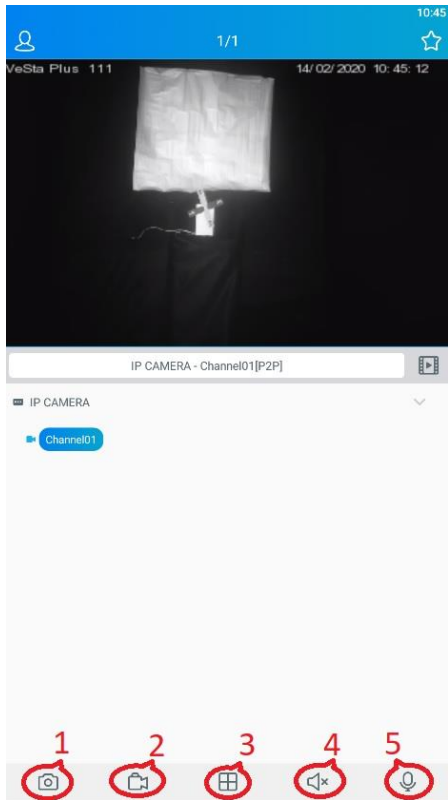 10:45
1/1
VeSta Plus 111 14/02/2020 10:45:12
IP CAMERA - Channel01[P2P]
IP CAMERA
Channel01
1 2 3 4 5